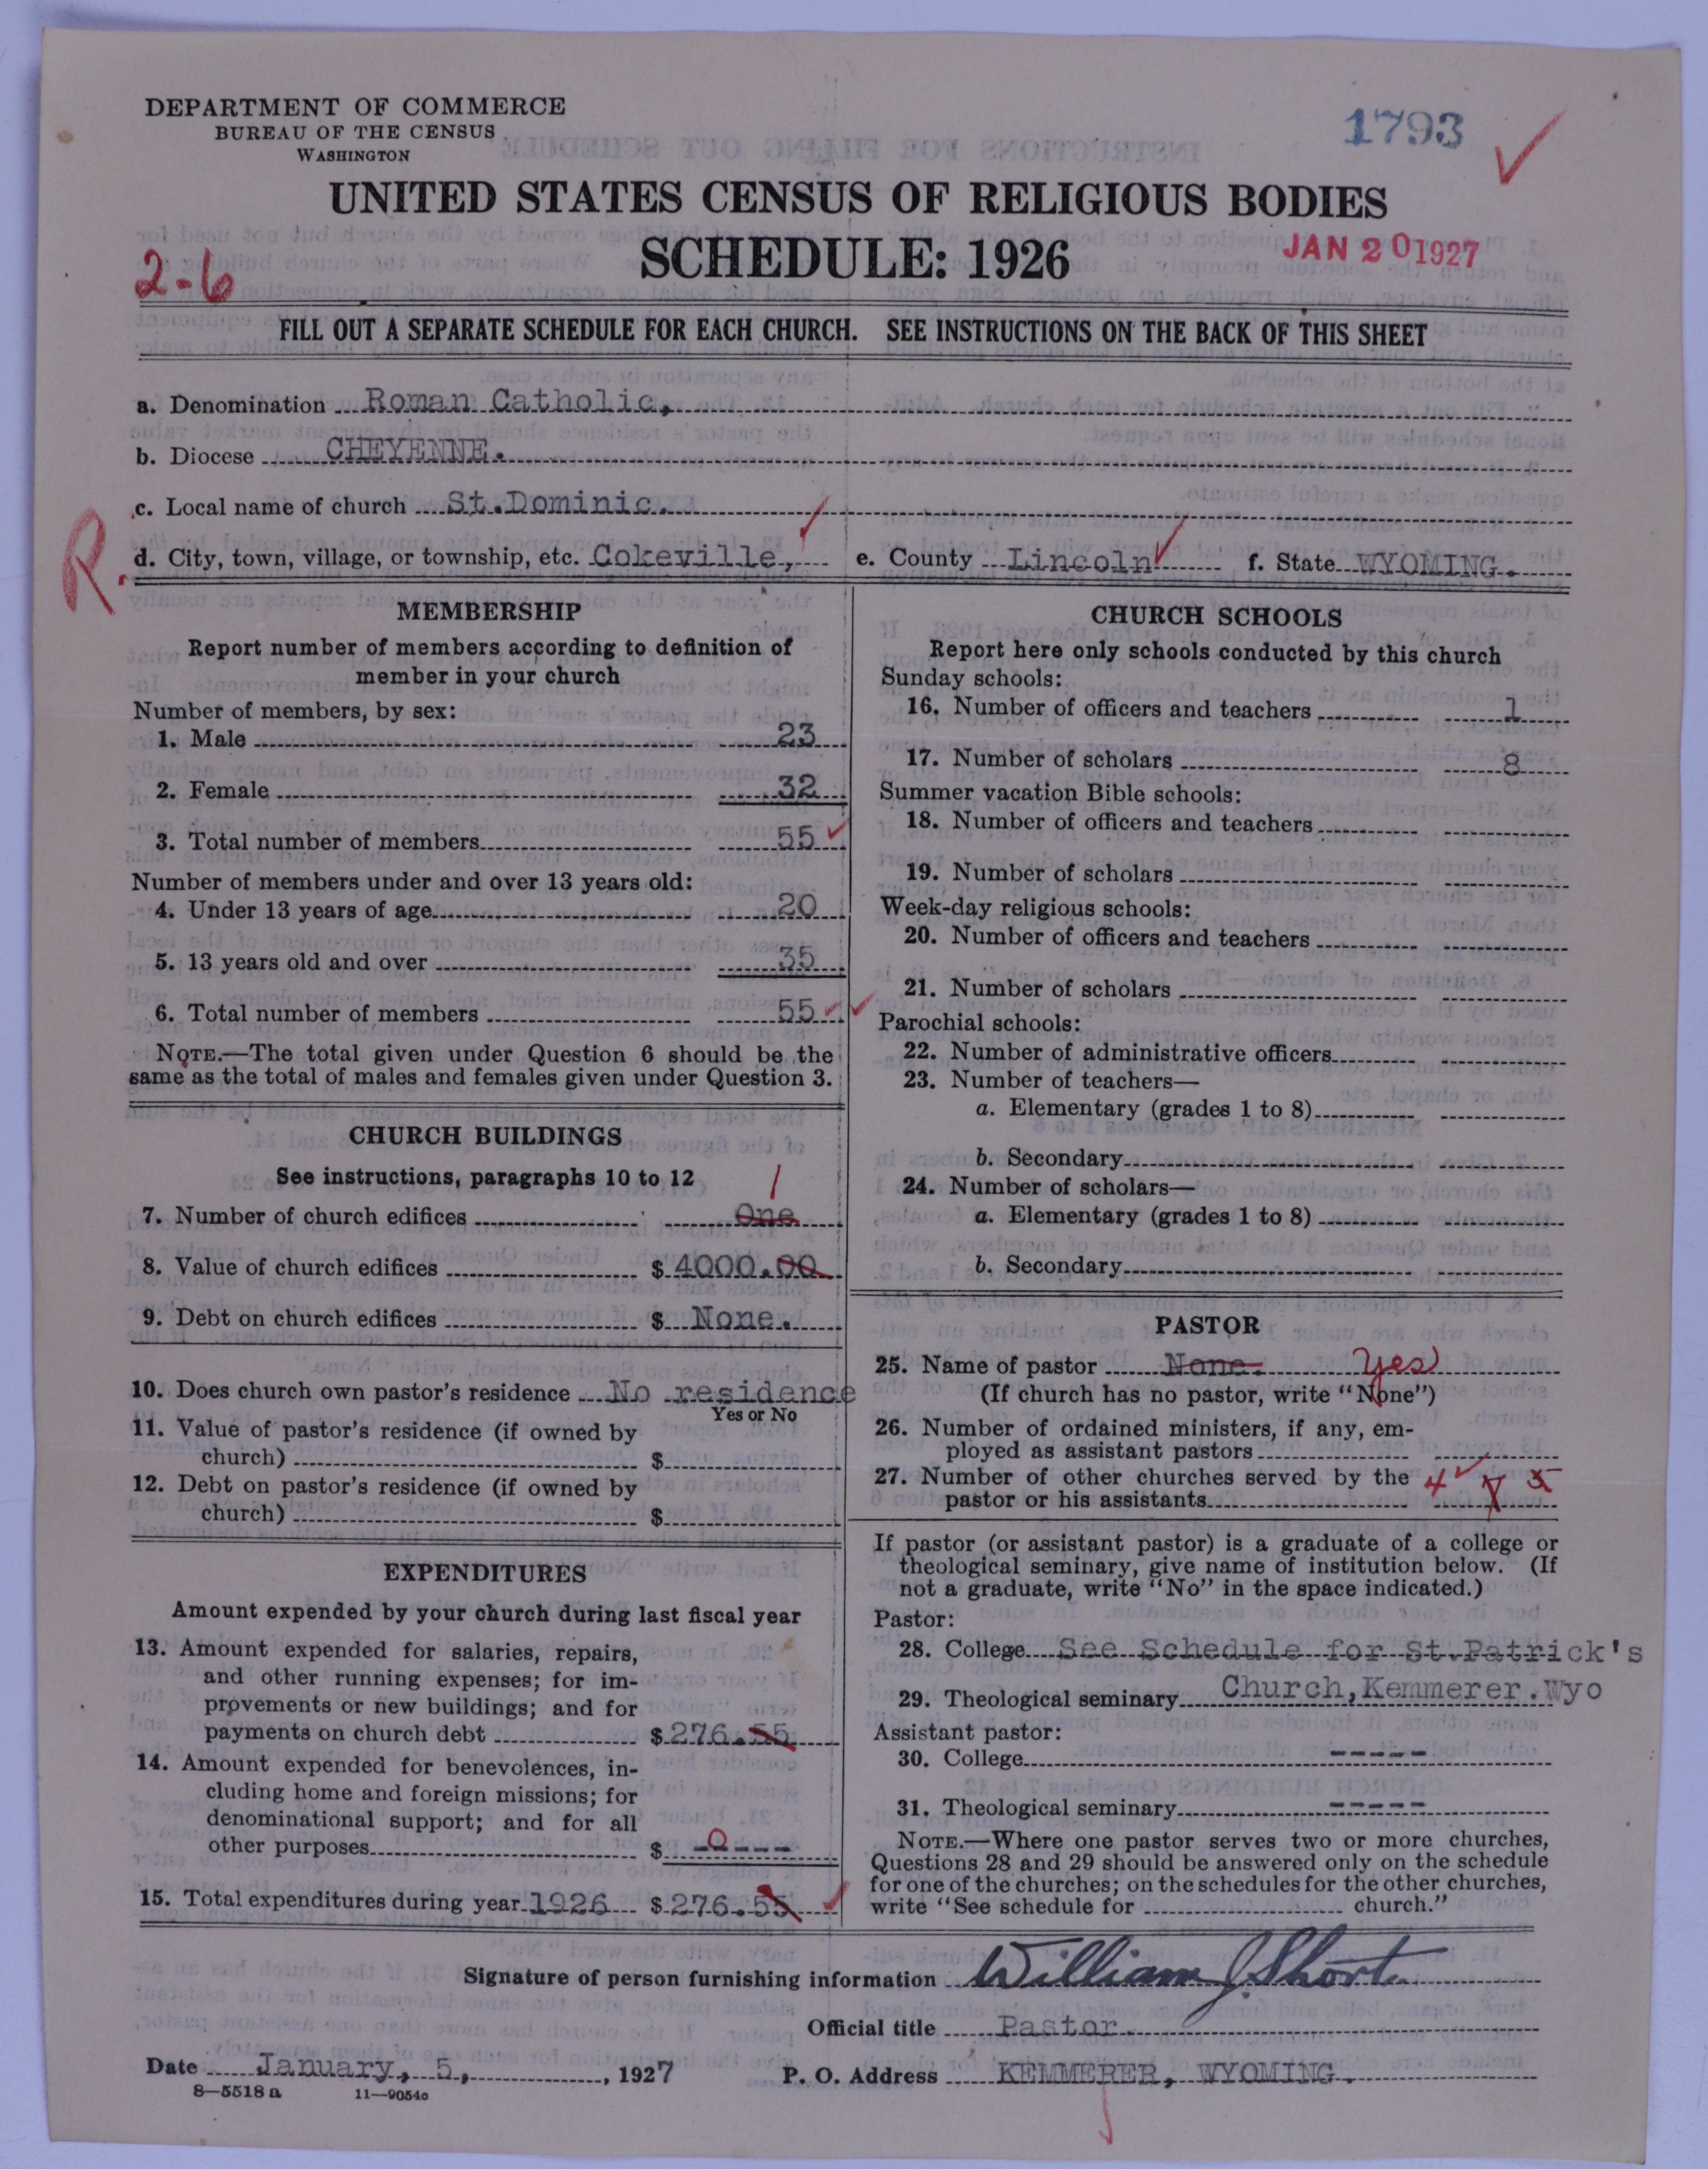 DEPARTMENT OF COMMERCE
BUREAU OF THE CENSUS
WASHINGTON
1793
UNITED STATES CENSUS OF RELIGIOUS BODIES
SCHEDULE: 1926
JAN 20 1927
2-6
FILL OUT A SEPARATE SCHEDULE FOR EACH CHURCH. SEE INSTRUCTIONS ON THE BACK OF THIS SHEET
a. Denomination Roman Catholic,
b. Diocese CHEYENNE.
c. Local name of church St.Dominic.
R.
d. City, town, village, or township, etc. Cokeville, e. County Lincoln f. State WYOMING.
MEMBERSHIP
Report number of members according to definition of
member in your church
Number of members, by sex:
1. Male 23
2. Female 32
3. Total number of members 55
Number of members under and over 13 years old:
4. Under 13 years of age 20
5. 13 years old and over 35
6. Total number of members 55
NOTE.—The total given under Question 6 should be the
same as the total of males and females given under Question 3.
CHURCH BUILDINGS
See instructions, paragraphs 10 to 12
1
7. Number of church edifices One
8. Value of church edifices $ 4000.00
9. Debt on church edifices $ None.
10. Does church own pastor's residence No residence
Yes or No
11. Value of pastor's residence (if owned by
church) $
12. Debt on pastor's residence (if owned by
church) $
EXPENDITURES
Amount expended by your church during last fiscal year
13. Amount expended for salaries, repairs,
and other running expenses; for im-
provements or new buildings; and for
payments on church debt $ 276.55
14. Amount expended for benevolences, in-
cluding home and foreign missions; for
denominational support; and for all
other purposes $ -0----
15. Total expenditures during year 1926 $ 276.55
CHURCH SCHOOLS
Report here only schools conducted by this church
Sunday schools:
16. Number of officers and teachers 1
17. Number of scholars 8
Summer vacation Bible schools:
18. Number of officers and teachers
19. Number of scholars
Week-day religious schools:
20. Number of officers and teachers
21. Number of scholars
Parochial schools:
22. Number of administrative officers
23. Number of teachers—
a. Elementary (grades 1 to 8)
b. Secondary
24. Number of scholars—
a. Elementary (grades 1 to 8)
b. Secondary
PASTOR
25. Name of pastor None. Yes
(If church has no pastor, write "None")
26. Number of ordained ministers, if any, em-
ployed as assistant pastors
27. Number of other churches served by the 4
pastor or his assistants
If pastor (or assistant pastor) is a graduate of a college or
theological seminary, give name of institution below. (If
not a graduate, write "No" in the space indicated.)
Pastor:
28. College See Schedule for St.Patrick's
29. Theological seminary Church,Kemmerer.Wyo
Assistant pastor:
30. College -----
31. Theological seminary -----
NOTE.—Where one pastor serves two or more churches,
Questions 28 and 29 should be answered only on the schedule
for one of the churches; on the schedules for the other churches,
write "See schedule for church."
Signature of person furnishing information William J Short
Official title Pastor
Date January, 5, , 1927 P. O. Address KEMMERER, WYOMING.
8—5518 a 11—9054c